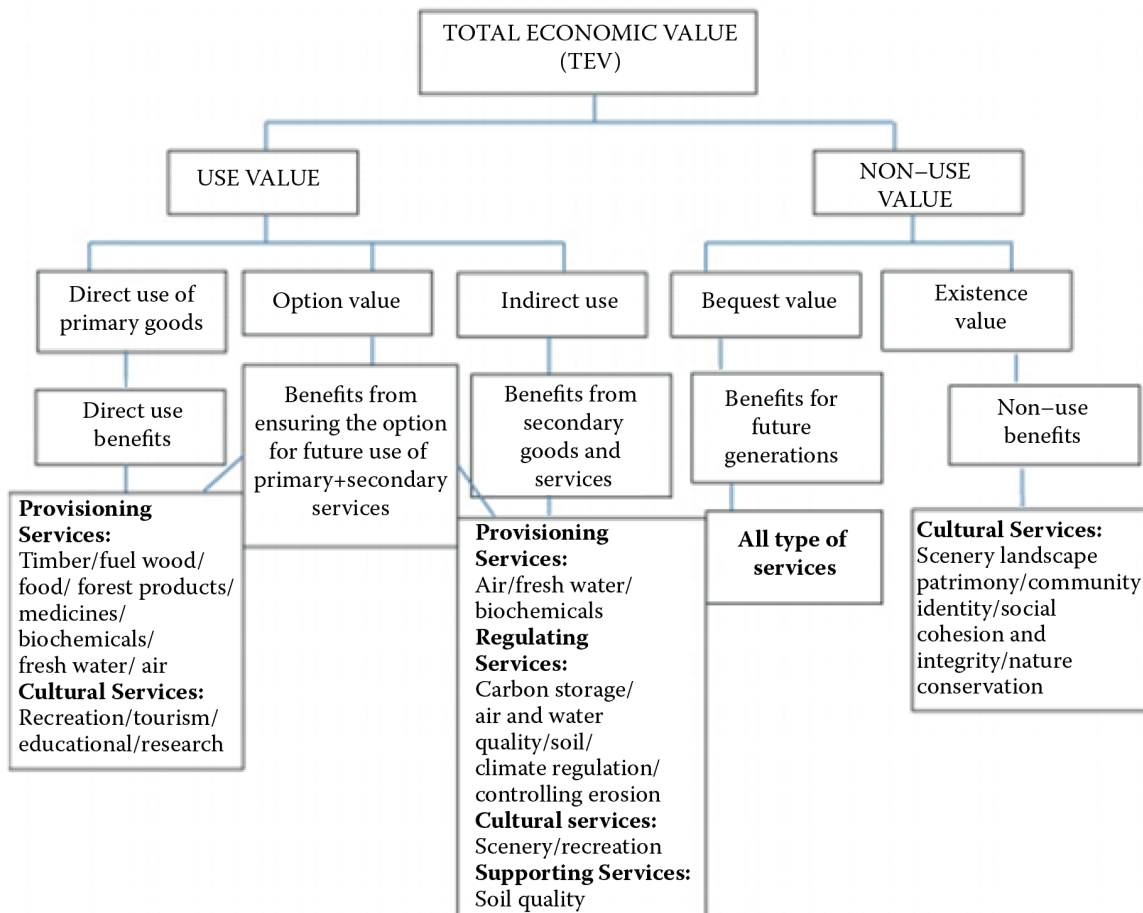 TOTAL ECONOMIC VALUE
(TEV)
USE VALUE
NON–USE
VALUE
Direct use of
primary goods
Option value
Indirect use
Bequest value
Existence
value
Direct use
benefits
Benefits from
ensuring the option
for future use of
primary+secondary
services
Benefits from
secondary
goods and
services
Benefits for
future
generations
Non–use
benefits
Provisioning
Services:
Timber/fuel wood/
food/ forest products/
medicines/
biochemicals/
fresh water/ air
Cultural Services:
Recreation/tourism/
educational/research
Provisioning
Services:
Air/fresh water/
biochemicals
Regulating
Services:
Carbon storage/
air and water
quality/soil/
climate regulation/
controlling erosion
Cultural services:
Scenery/recreation
Supporting Services:
Soil quality
All type of
services
Cultural Services:
Scenery landscape
patrimony/community
identity/social
cohesion and
integrity/nature
conservation